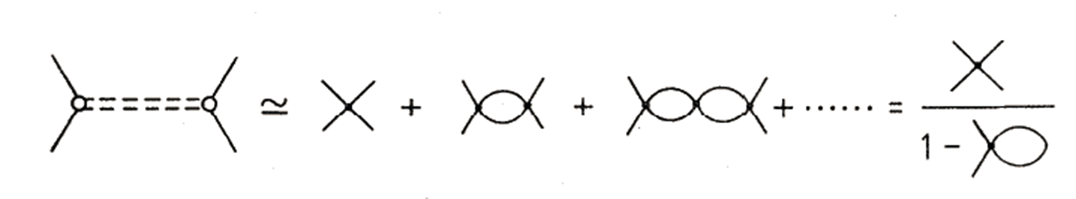 ≃ + + + ······ =
1 -